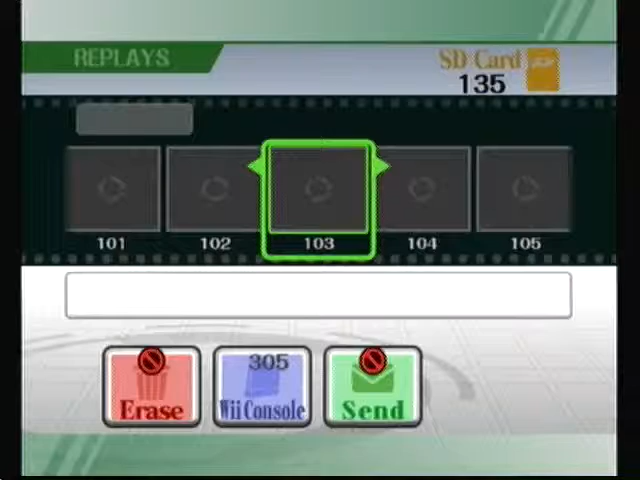 REPLAYS
SD Card
135
101 102 103 104 105
305
Erase Wii Console Send